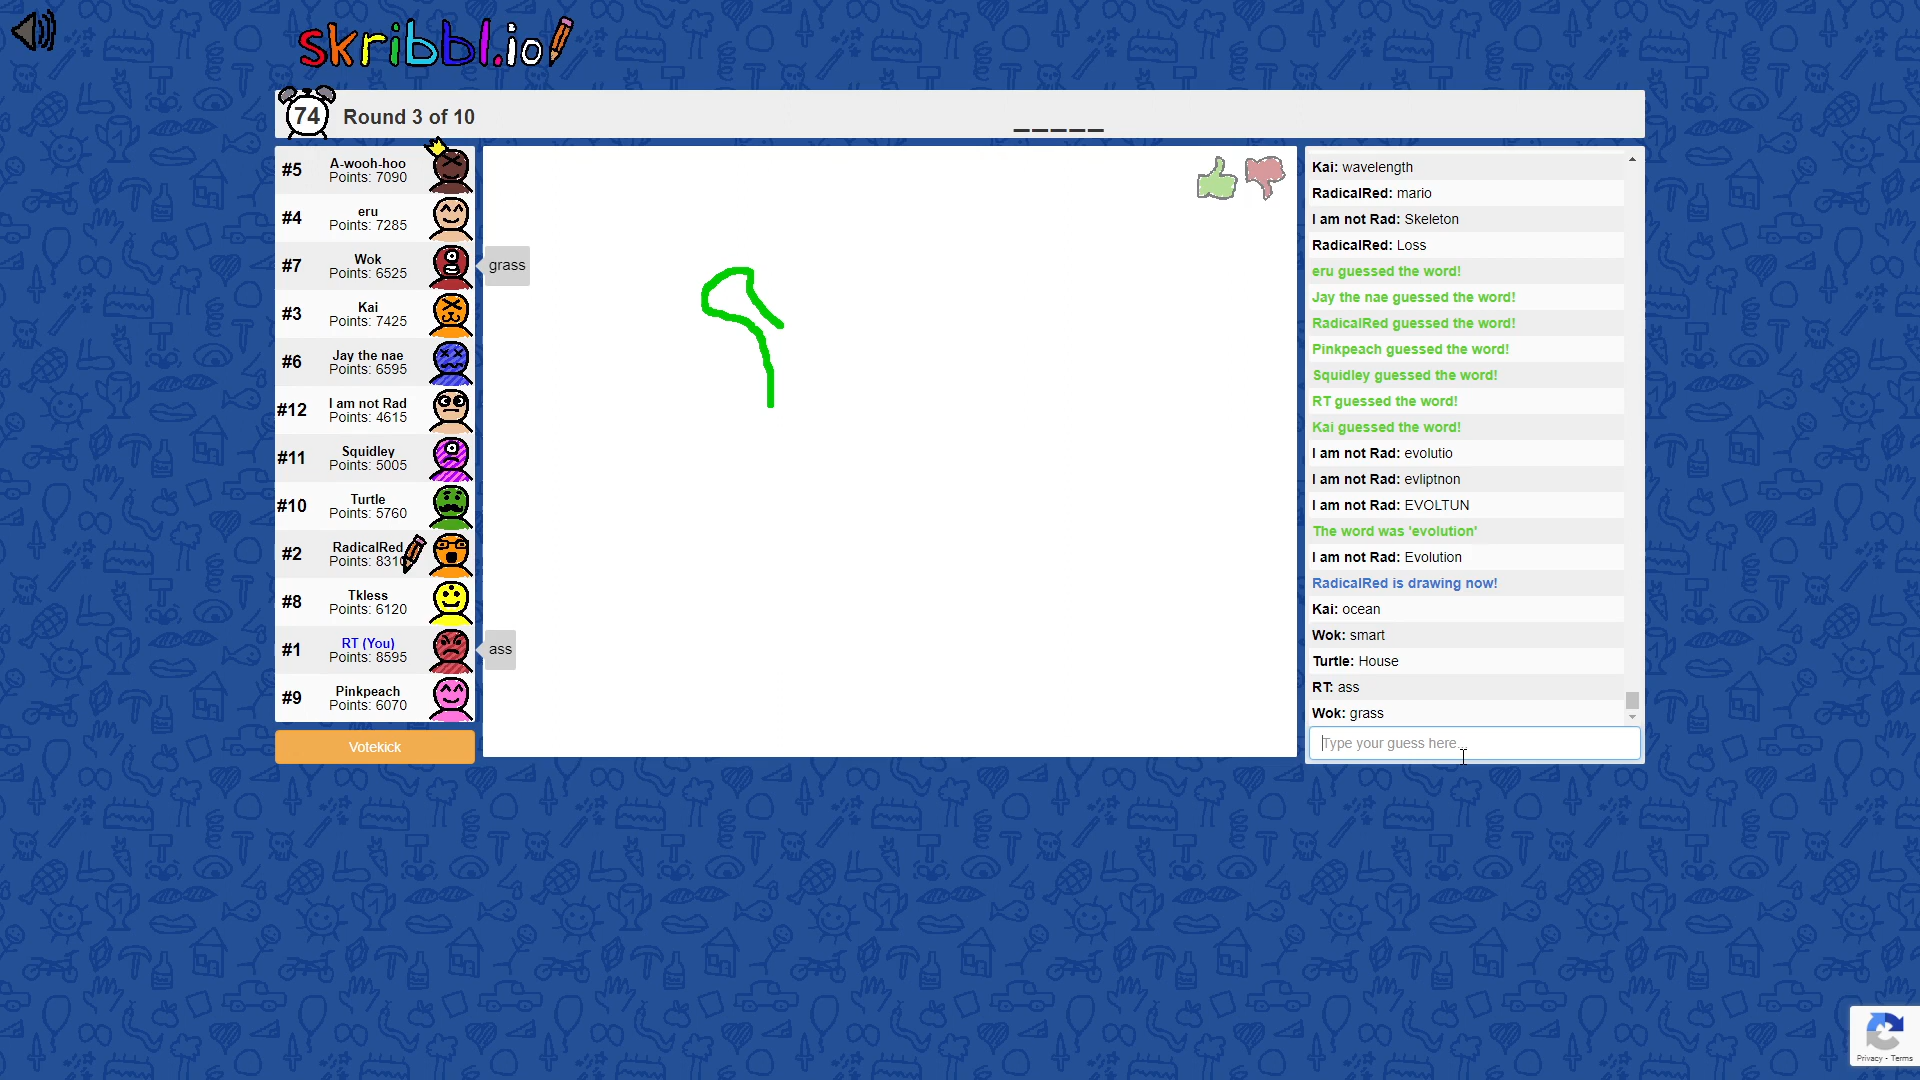 skribbl.io
74
Round 3 of 10
_____
#5
A-wooh-hoo
Points: 7090
#4
eru
Points: 7285
#7
Wok
Points: 6525
grass
#3
Kai
Points: 7425
#6
Jay the nae
Points: 6595
#12
I am not Rad
Points: 4615
#11
Squidley
Points: 5005
#10
Turtle
Points: 5760
#2
RadicalRed
Points: 8310
#8
Tkless
Points: 6120
#1
RT (You)
Points: 8595
ass
#9
Pinkpeach
Points: 6070
Votekick
Kai: wavelength
RadicalRed: mario
I am not Rad: Skeleton
RadicalRed: Loss
eru guessed the word!
Jay the nae guessed the word!
RadicalRed guessed the word!
Pinkpeach guessed the word!
Squidley guessed the word!
RT guessed the word!
Kai guessed the word!
I am not Rad: evolutio
I am not Rad: evliptnon
I am not Rad: EVOLTUN
The word was 'evolution'
I am not Rad: Evolution
RadicalRed is drawing now!
Kai: ocean
Wok: smart
Turtle: House
RT: ass
Wok: grass
Type your guess here...
Privacy - Terms